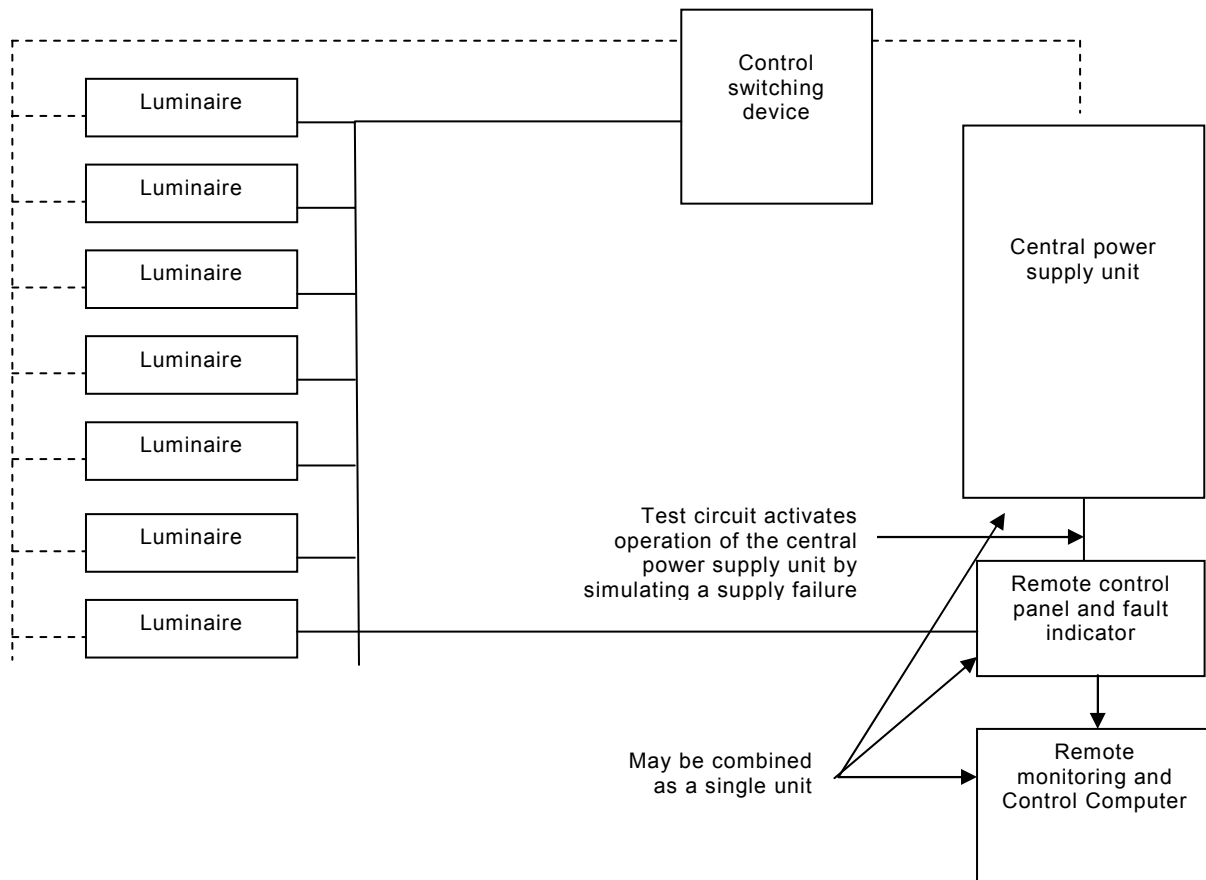 Control
switching
device
Luminaire
Luminaire
Luminaire
Luminaire
Luminaire
Luminaire
Luminaire
Central power
supply unit
Test circuit activates
operation of the central
power supply unit by
simulating a supply failure
Remote control
panel and fault
indicator
May be combined
as a single unit
Remote
monitoring and
Control Computer